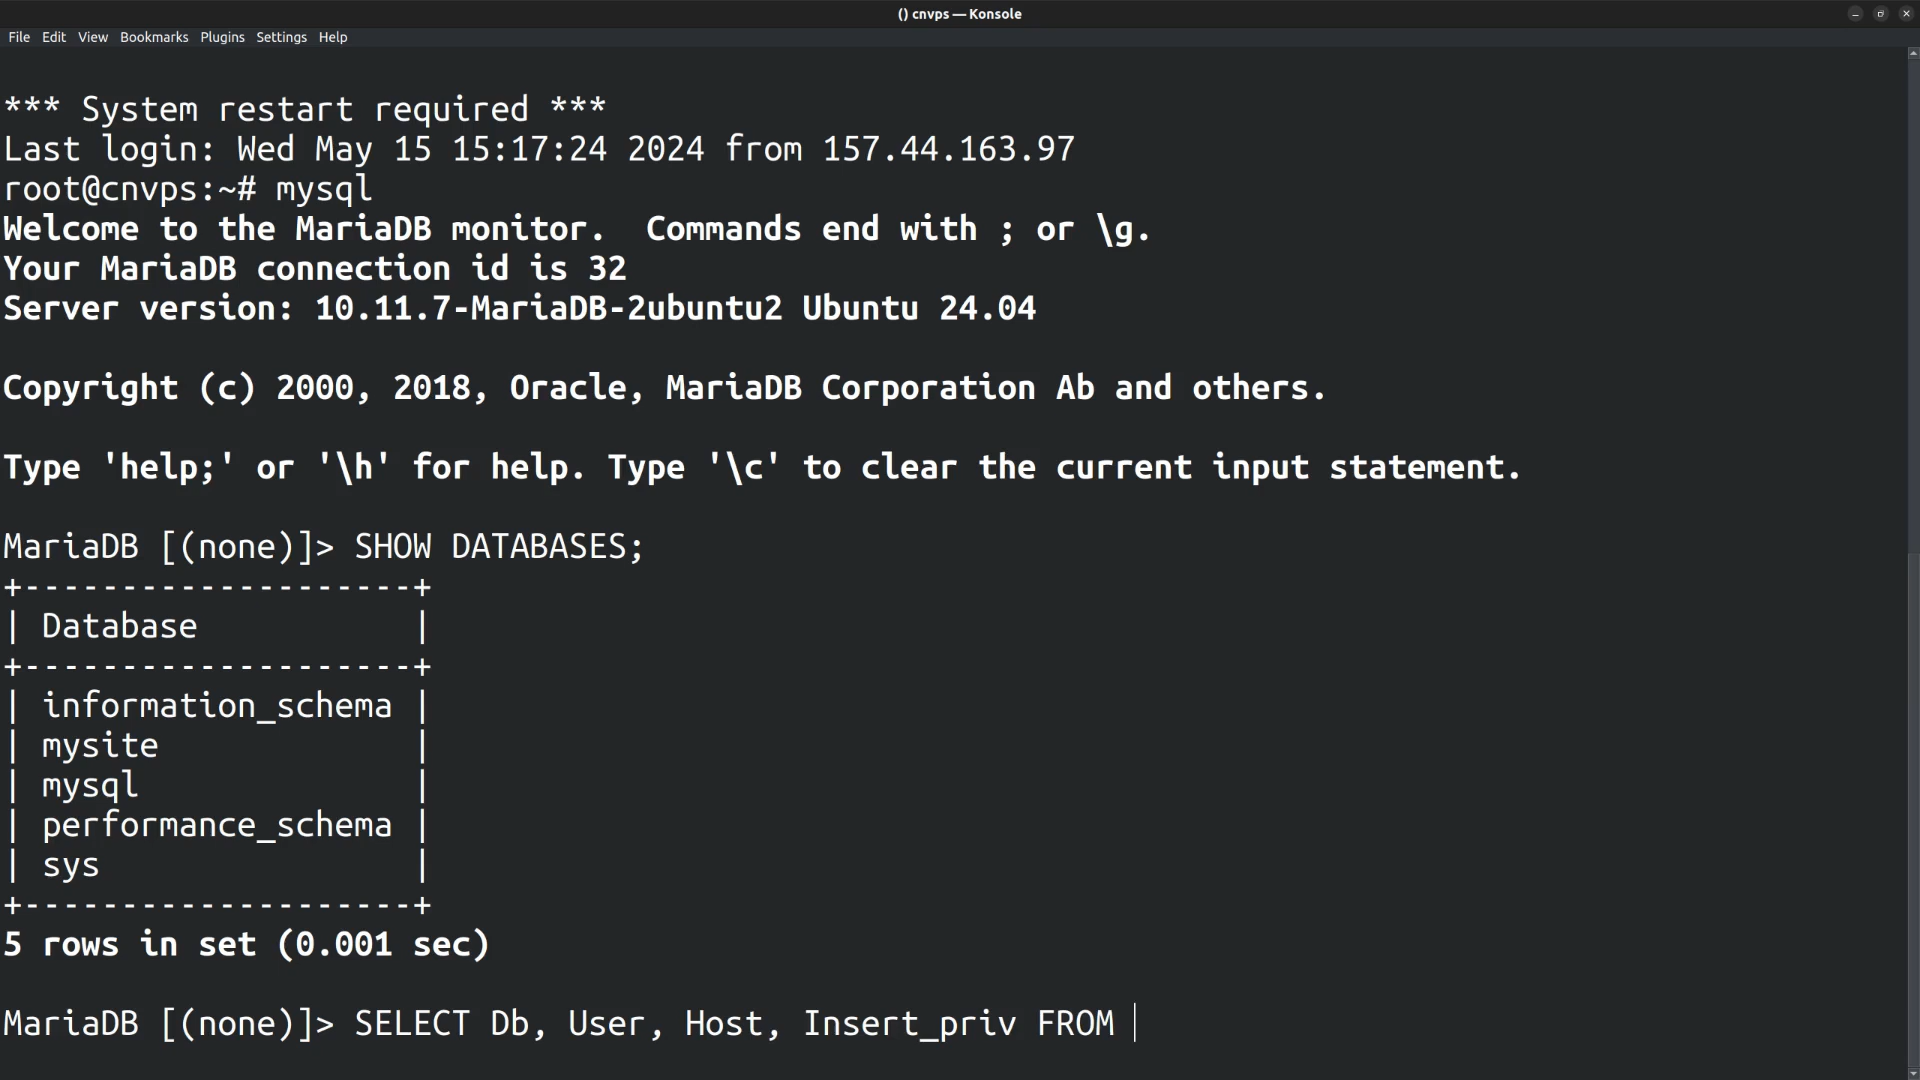 () cnvps — Konsole
File Edit View Bookmarks Plugins Settings Help
*** System restart required ***
Last login: Wed May 15 15:17:24 2024 from 157.44.163.97
root@cnvps:~# mysql
Welcome to the MariaDB monitor.  Commands end with ; or \g.
Your MariaDB connection id is 32
Server version: 10.11.7-MariaDB-2ubuntu2 Ubuntu 24.04
Copyright (c) 2000, 2018, Oracle, MariaDB Corporation Ab and others.
Type 'help;' or '\h' for help. Type '\c' to clear the current input statement.
MariaDB [(none)]> SHOW DATABASES;
+--------------------+
| Database           |
+--------------------+
| information_schema |
| mysite             |
| mysql              |
| performance_schema |
| sys                |
+--------------------+
5 rows in set (0.001 sec)
MariaDB [(none)]> SELECT Db, User, Host, Insert_priv FROM